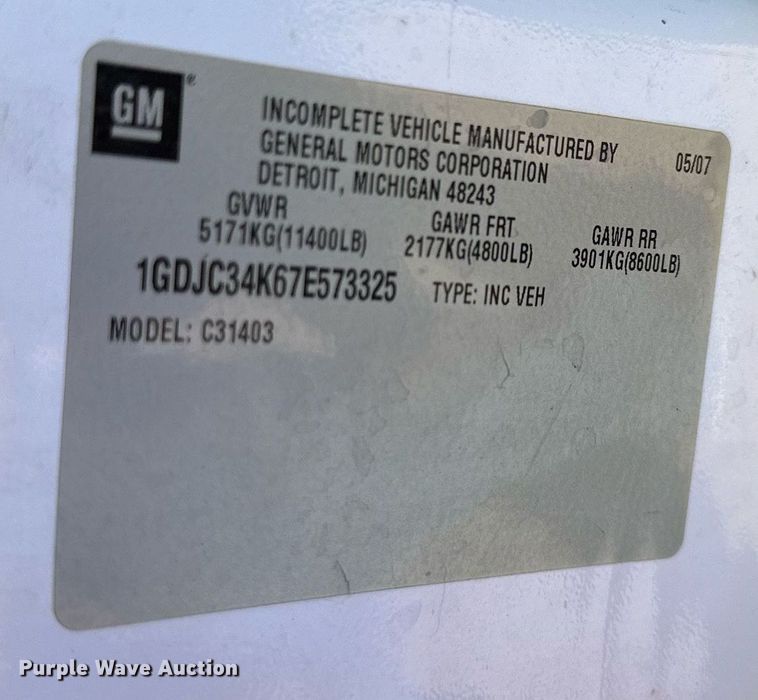 GM®
INCOMPLETE VEHICLE MANUFACTURED BY
GENERAL MOTORS CORPORATION
DETROIT, MICHIGAN 48243
05/07
GVWR
5171KG(11400LB)
GAWR FRT
2177KG(4800LB)
GAWR RR
3901KG(8600LB)
1GDJC34K67E573325
TYPE: INC VEH
MODEL: C31403
Purple Wave Auction